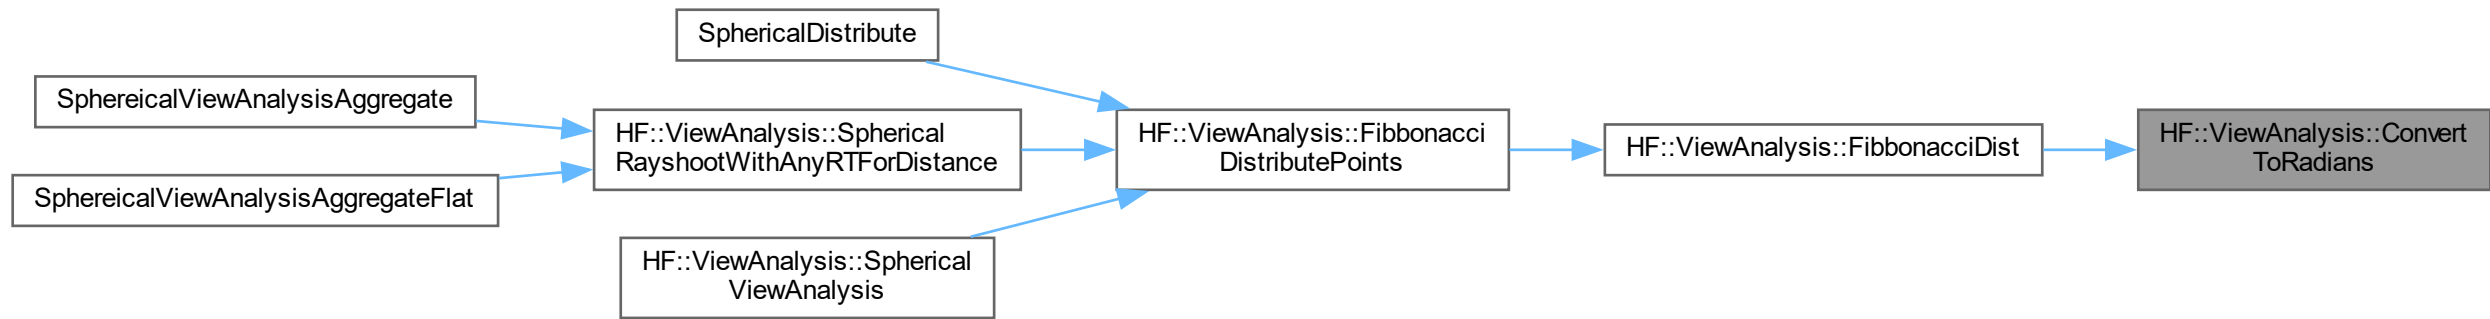 SphericalDistribute
SphereicalViewAnalysisAggregate
SphereicalViewAnalysisAggregateFlat
HF::ViewAnalysis::Spherical
RayshootWithAnyRTForDistance
HF::ViewAnalysis::Spherical
ViewAnalysis
HF::ViewAnalysis::Fibbonacci
DistributePoints
HF::ViewAnalysis::FibbonacciDist
HF::ViewAnalysis::Convert
ToRadians